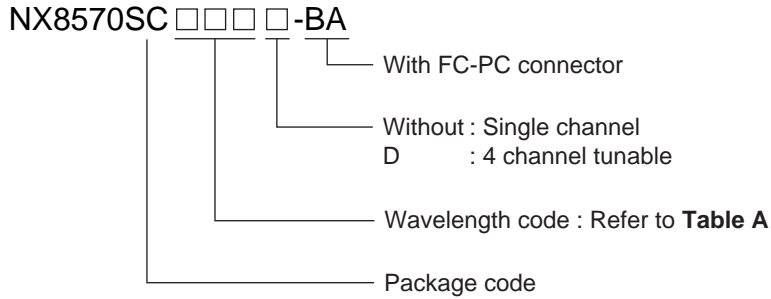 NX8570SC □□□ □-BA
With FC-PC connector
Without : Single channel
D : 4 channel tunable
Wavelength code : Refer to Table A
Package code